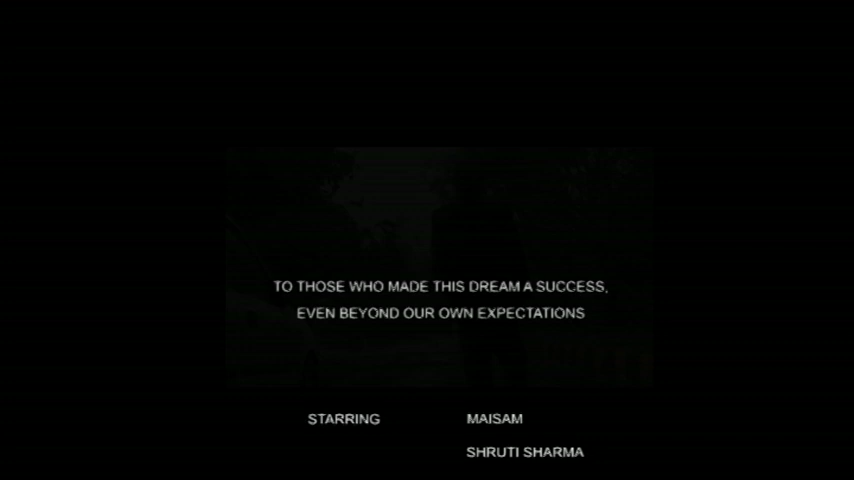 TO THOSE WHO MADE THIS DREAM A SUCCESS,
EVEN BEYOND OUR OWN EXPECTATIONS
STARRING MAISAM
SHRUTI SHARMA